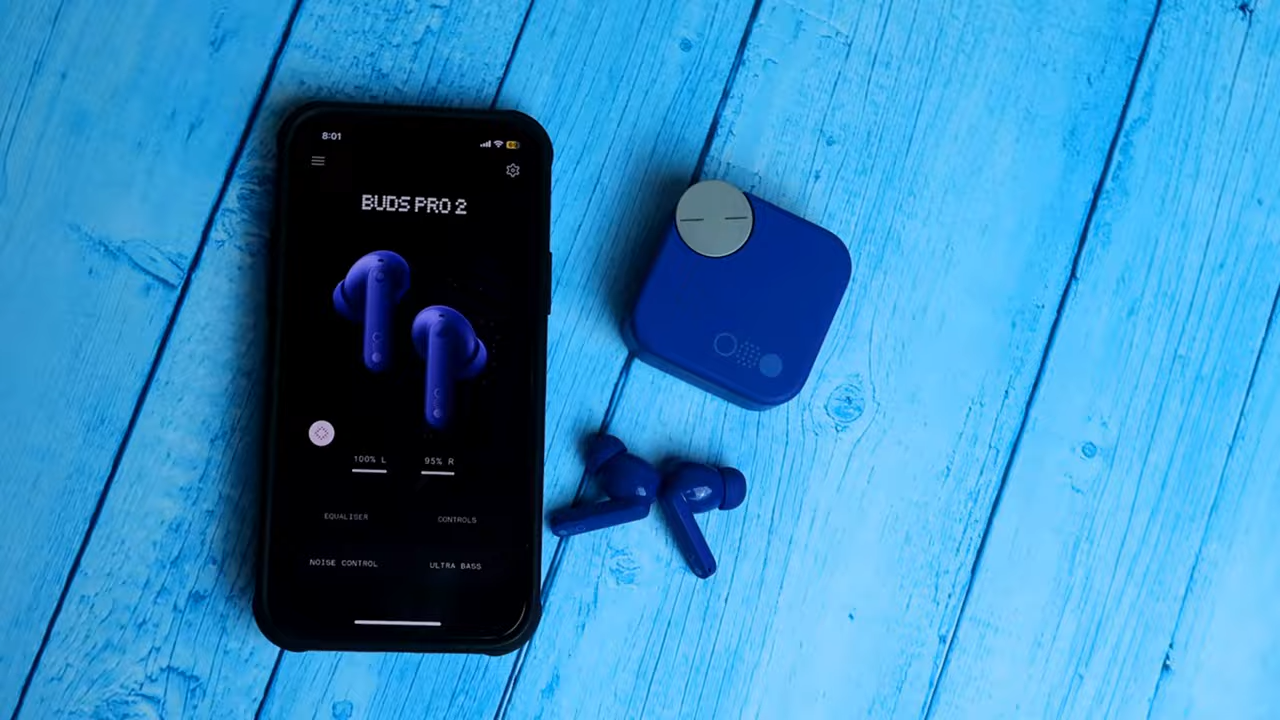 8:01
BUDS PRO 2
100% L 95% R
EQUALISER CONTROLS
NOISE CONTROL ULTRA BASS